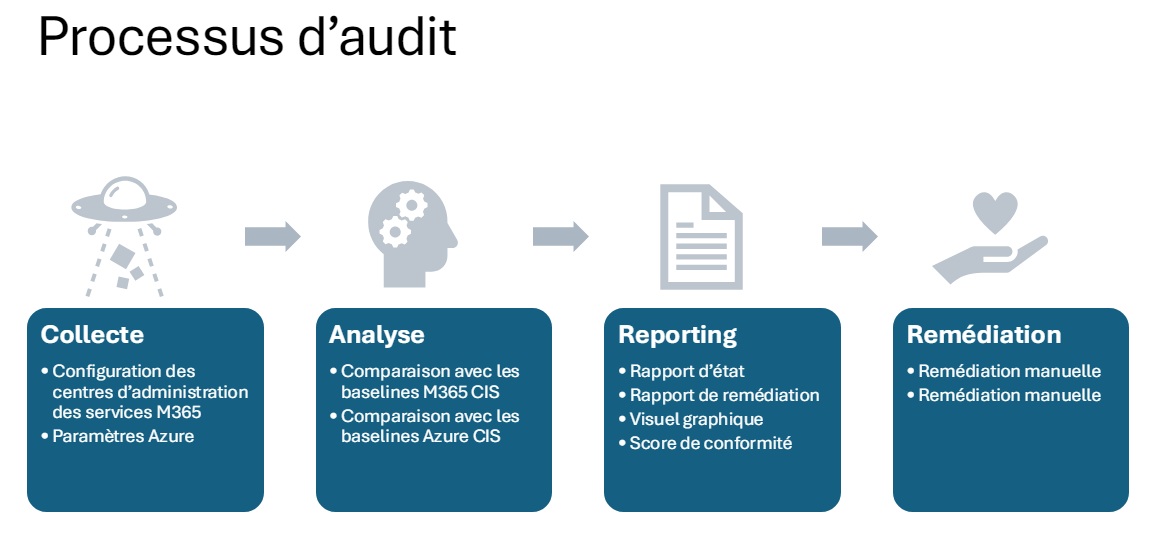 Processus d’audit
Collecte
• Configuration des
centres d’administration
des services M365
• Paramètres Azure
Analyse
• Comparaison avec les
baselines M365 CIS
• Comparaison avec les
baselines Azure CIS
Reporting
• Rapport d’état
• Rapport de remédiation
• Visuel graphique
• Score de conformité
Remédiation
• Remédiation manuelle
• Remédiation manuelle